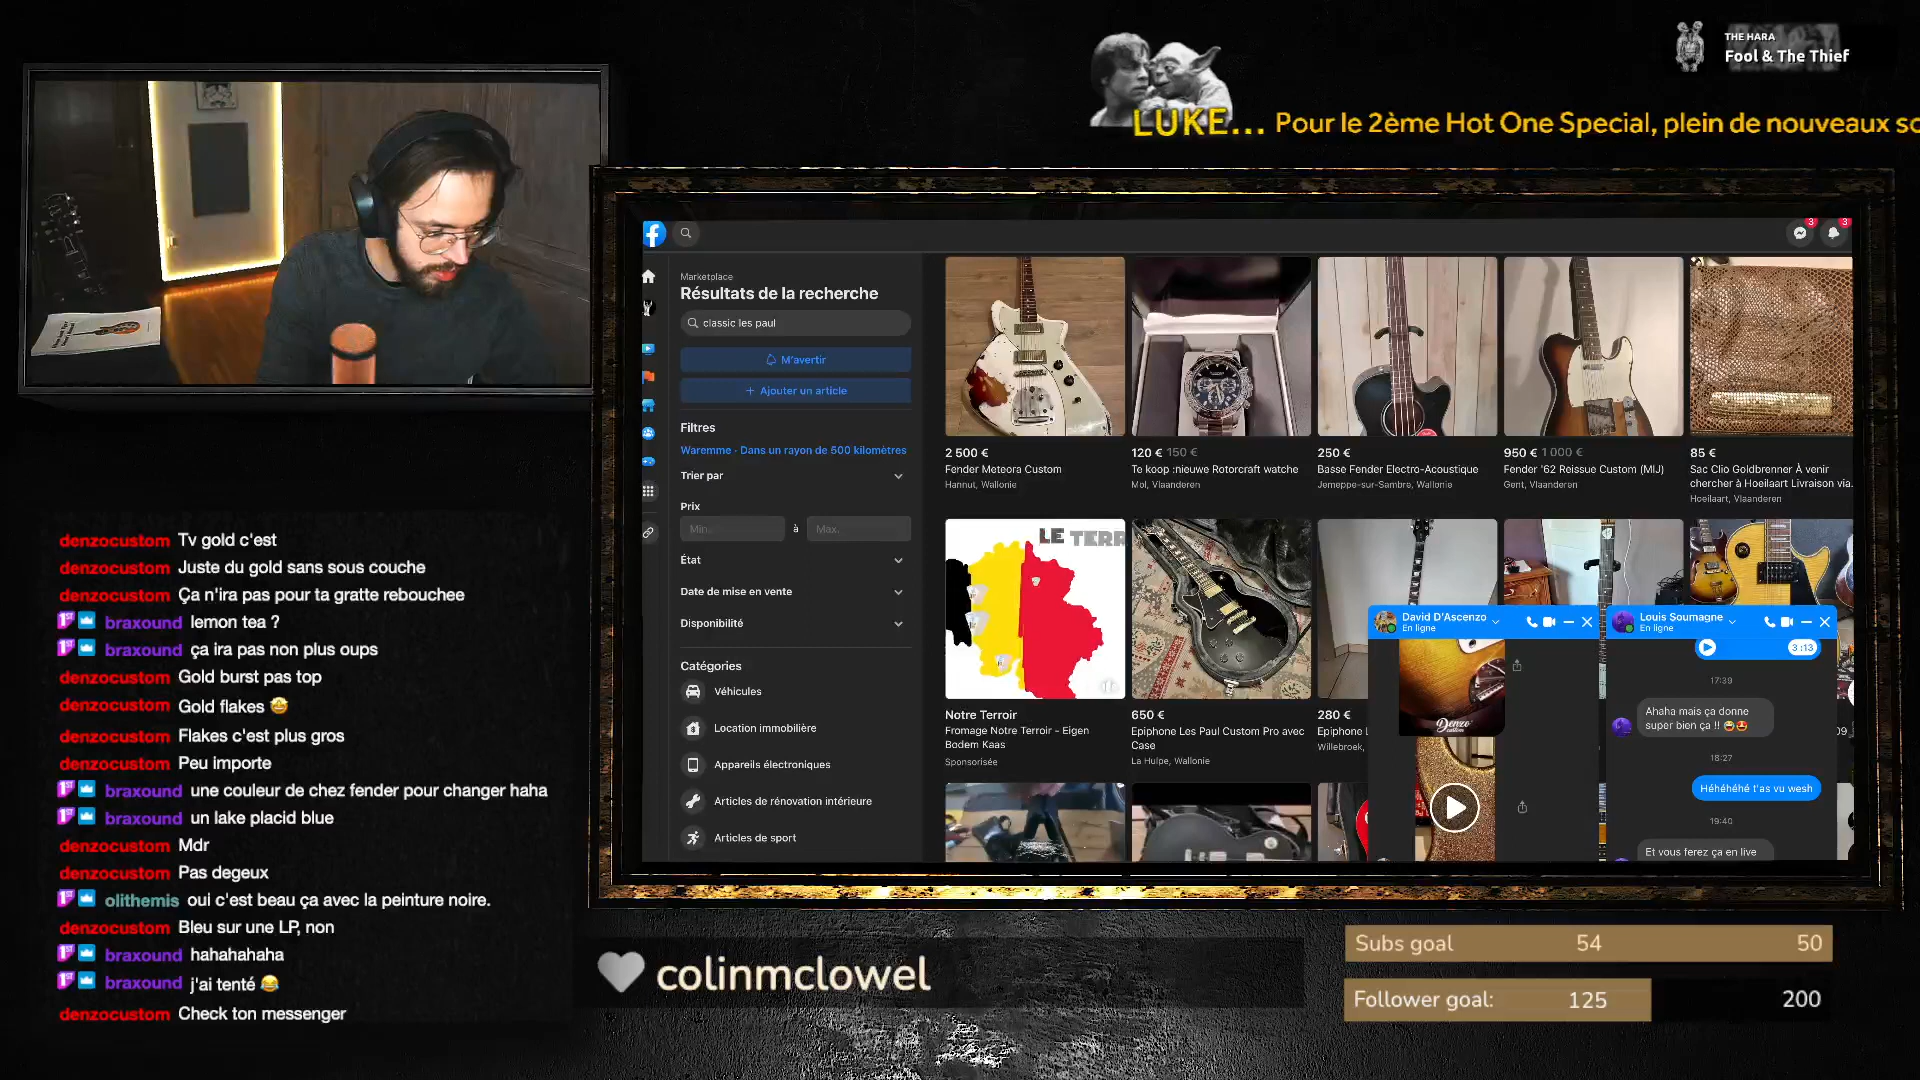 THE HARA
Fool & The Thief
LUKE... Pour le 2ème Hot One Special, plein de nouveaux
3
3
Marketplace
Résultats de la recherche
classic les paul
M'avertir
+ Ajouter un article
Filtres
Waremme · Dans un rayon de 500 kilomètres
Trier par
Prix
Min.
à
Max.
État
Date de mise en vente
Disponibilité
Catégories
Véhicules
Location immobilière
Appareils électroniques
Articles de rénovation intérieure
Articles de sport
2 500 €
Fender Meteora Custom
Hannut, Wallonie
120 € 150 €
Te koop :nieuwe Rotorcraft watche
Mol, Vlaanderen
250 €
Basse Fender Electro-Acoustique
Jemeppe-sur-Sambre, Wallonie
950 € 1 000 €
Fender '62 Reissue Custom (MIJ)
Gent, Vlaanderen
85 €
Sac Clio Goldbrenner À venir
chercher à Hoeilaart Livraison via.
Hoeilaart, Vlaanderen
LE TERR
Notre Terroir
Fromage Notre Terroir - Eigen
Bodem Kaas
Sponsorisée
650 €
Epiphone Les Paul Custom Pro avec
Case
La Hulpe, Wallonie
280 €
Epiphone
Willebroek,
David D'Ascenzo
En ligne
Denzo
custom
Louis Soumagne
En ligne
3:13
17:39
Ahaha mais ça donne
super bien ça !! 😂🤩
18:27
Héhéhéhé t'as vu wesh
19:40
Et vous ferez ça en live
denzocustom Tv gold c'est
denzocustom Juste du gold sans sous couche
denzocustom Ça n'ira pas pour ta gratte rebouchee
braxound lemon tea ?
braxound ça ira pas non plus oups
denzocustom Gold burst pas top
denzocustom Gold flakes 🤩
denzocustom Flakes c'est plus gros
denzocustom Peu importe
braxound une couleur de chez fender pour changer haha
braxound un lake placid blue
denzocustom Mdr
denzocustom Pas degeux
olithemis oui c'est beau ça avec la peinture noire.
denzocustom Bleu sur une LP, non
braxound hahahahaha
braxound j'ai tenté 😂
denzocustom Check ton messenger
colinmclowel
Subs goal 54 50
Follower goal: 125 200